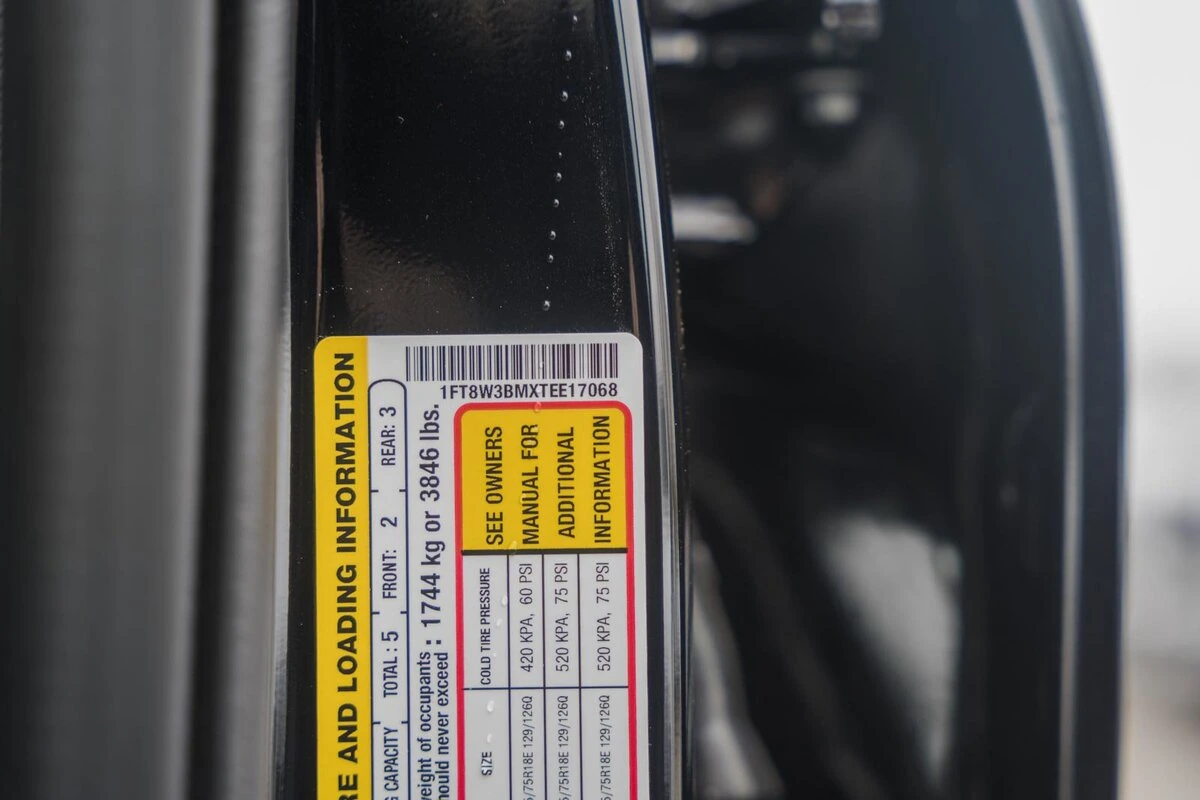 1FT8W3BMXTEE17068
RE AND LOADING INFORMATION
G CAPACITY TOTAL : 5 FRONT: 2 REAR: 3
weight of occupants
hould never exceed : 1744 kg or 3846 lbs.
SIZE COLD TIRE PRESSURE SEE OWNERS
/75R18E 129/126Q 420 KPA, 60 PSI MANUAL FOR
/75R18E 129/126Q 520 KPA, 75 PSI ADDITIONAL
/75R18E 129/126Q 520 KPA, 75 PSI INFORMATION